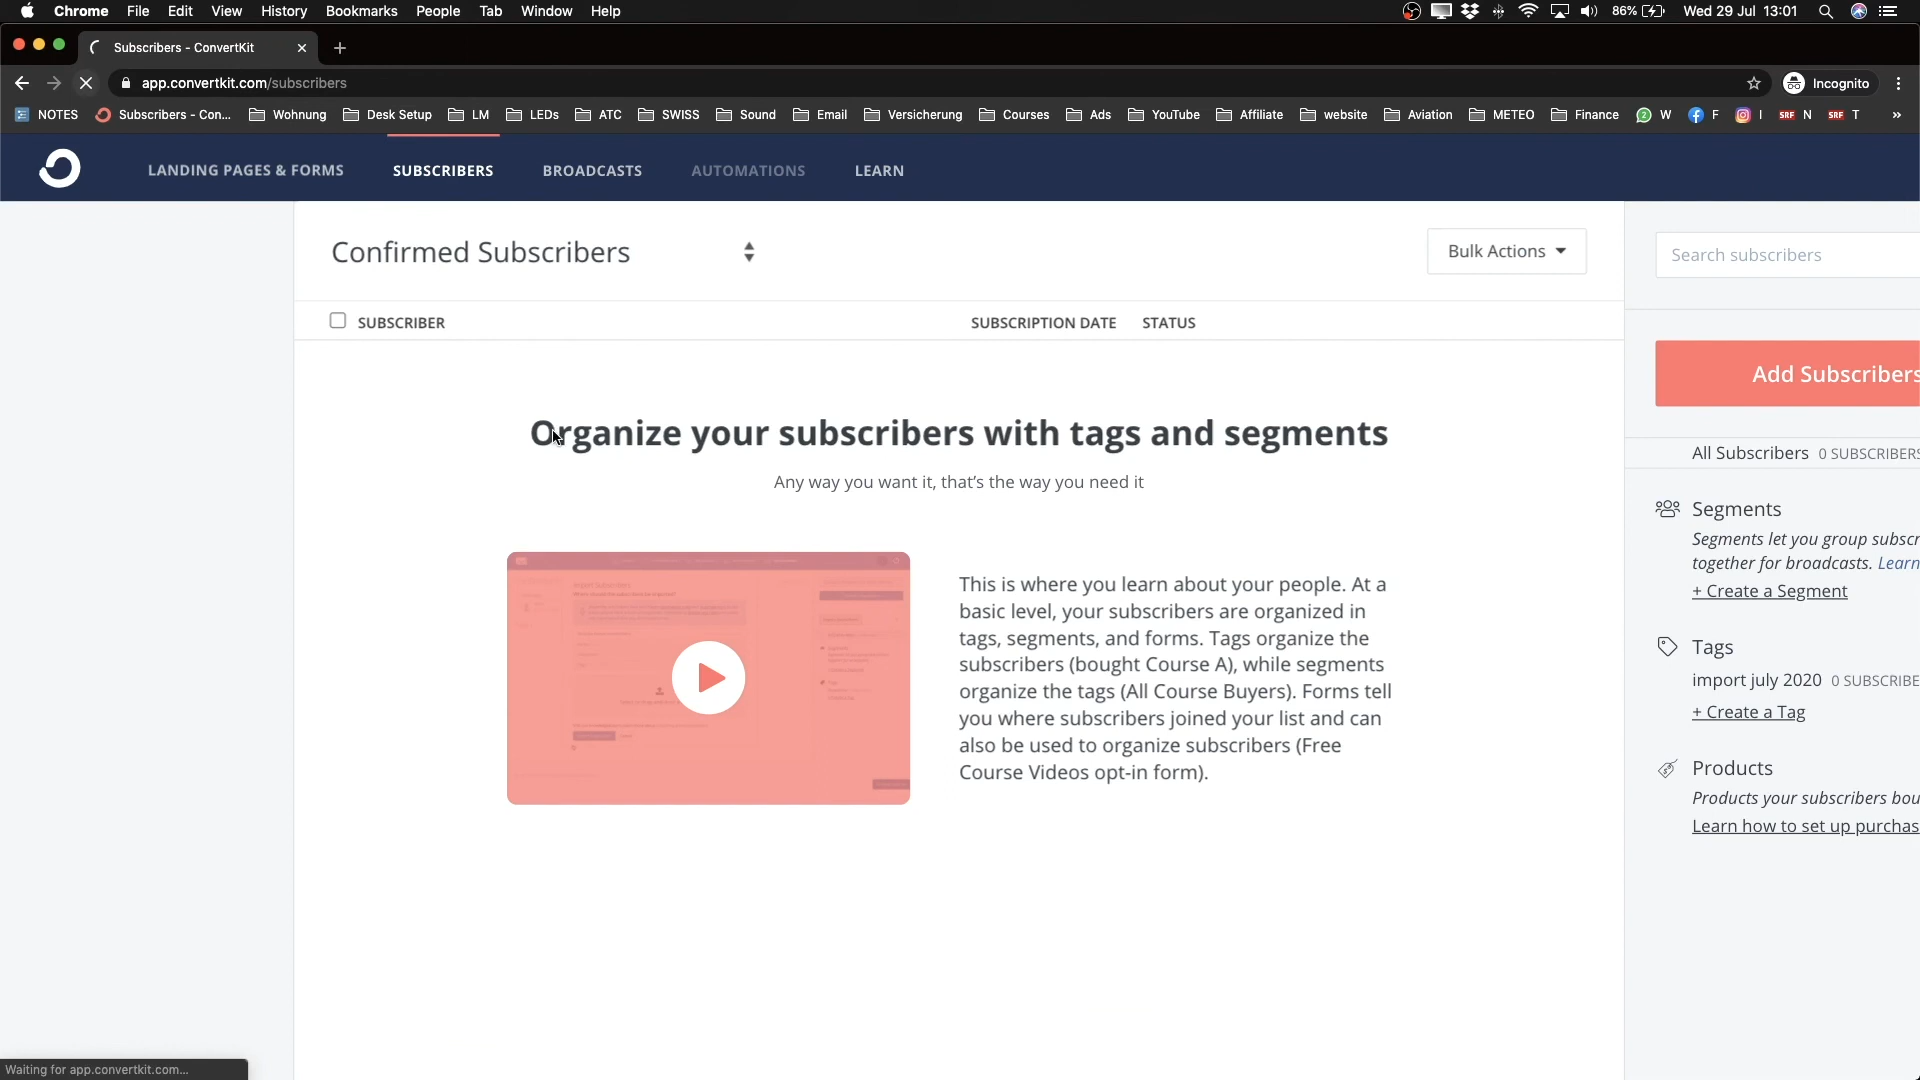 Chrome File Edit View History Bookmarks People Tab Window Help 86% Wed 29 Jul 13:01
Subscribers - ConvertKit
app.convertkit.com/subscribers Incognito
NOTES Subscribers - Con... Wohnung Desk Setup LM LEDs ATC SWISS Sound Email Versicherung Courses Ads YouTube Affiliate website Aviation METEO Finance W F I SRF N SRF T »
LANDING PAGES & FORMS SUBSCRIBERS BROADCASTS AUTOMATIONS LEARN
Confirmed Subscribers Bulk Actions
Search subscribers
SUBSCRIBER SUBSCRIPTION DATE STATUS
Add Subscribers
Organize your subscribers with tags and segments
Any way you want it, that's the way you need it
All Subscribers 0 SUBSCRIBERS
Segments
Segments let you group subscr
together for broadcasts. Learn
+ Create a Segment
This is where you learn about your people. At a
basic level, your subscribers are organized in
tags, segments, and forms. Tags organize the
subscribers (bought Course A), while segments
organize the tags (All Course Buyers). Forms tell
you where subscribers joined your list and can
also be used to organize subscribers (Free
Course Videos opt-in form).
Tags
import july 2020 0 SUBSCRIBE
+ Create a Tag
Products
Products your subscribers bou
Learn how to set up purchas
Waiting for app.convertkit.com...